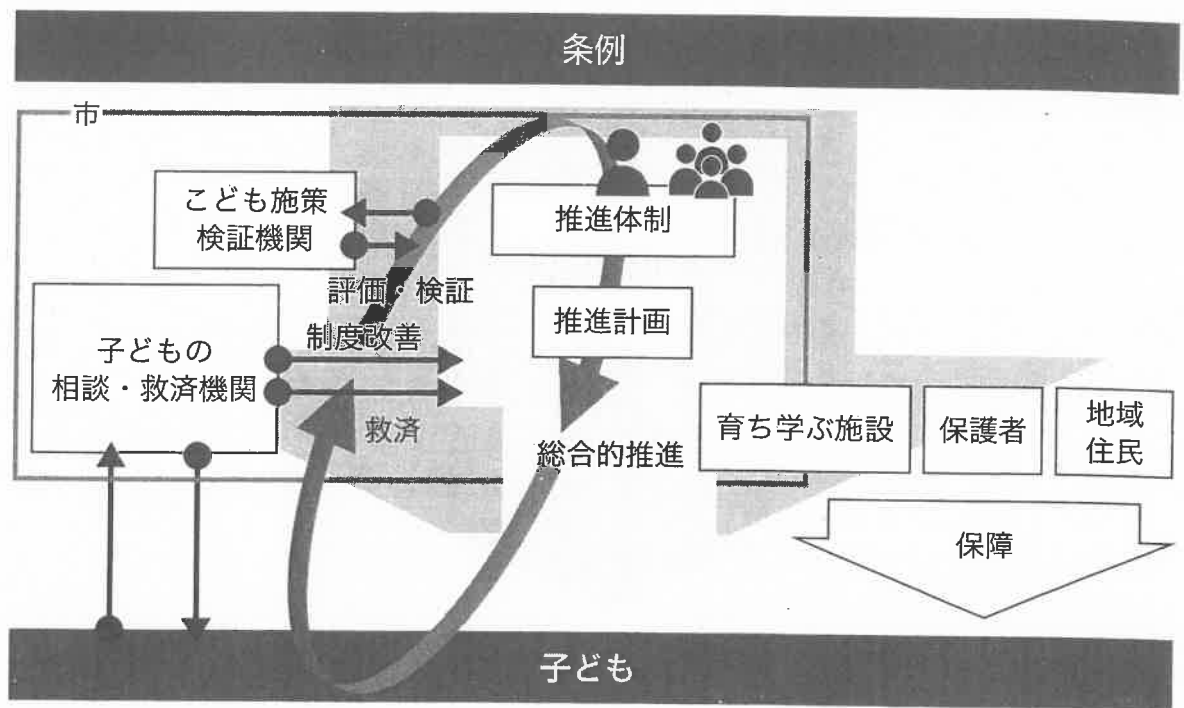 条例
市
こども施策
検証機関
推進体制
評価・検証
推進計画
制度改善
子どもの
相談・救済機関
救済
総合的推進
育ち学ぶ施設
保護者
地域
住民
保障
子ども